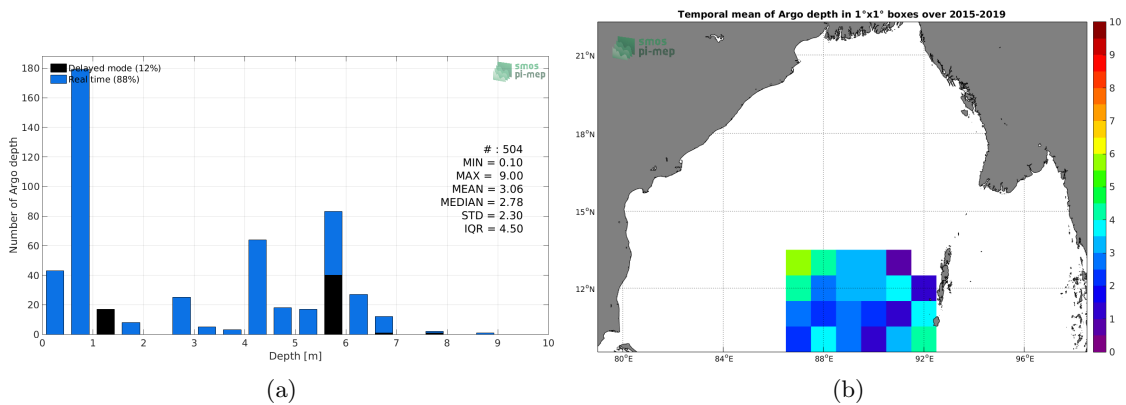 Delayed mode (12%)
Real time (88%)
smos
pi-mep
# : 504
MIN = 0.10
MAX = 9.00
MEAN = 3.06
MEDIAN = 2.78
STD = 2.30
IQR = 4.50
Number of Argo depth
180
160
140
120
100
80
60
40
20
0
0 1 2 3 4 5 6 7 8 9 10
Depth [m]
(a)
Temporal mean of Argo depth in 1°x1° boxes over 2015-2019
smos
pi-mep
21°N
18°N
15°N
12°N
80°E 84°E 88°E 92°E 96°E
10
9
8
7
6
5
4
3
2
1
0
(b)